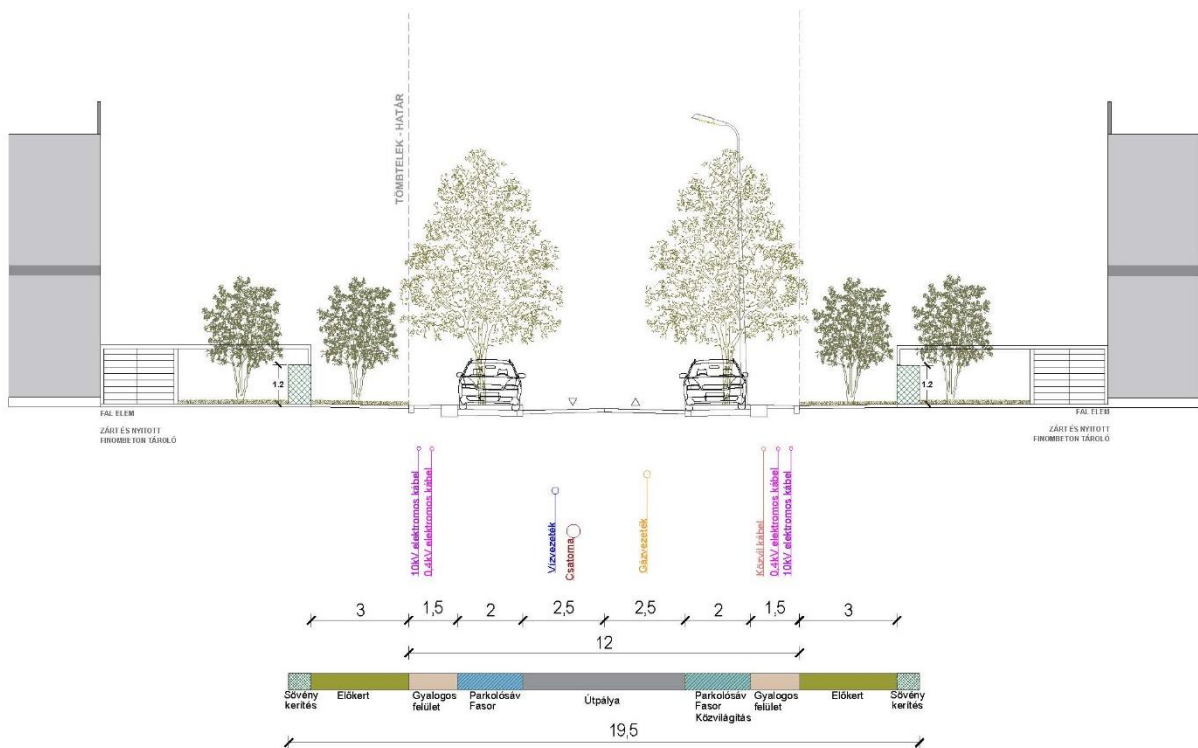 TÖMBTELEK - HATÁR
1.2
1.2
FAL ELEM
ZÁRT ÉS NYITOTT
FINOMBETON TÁROLÓ
FAL ELEM
ZÁRT ÉS NYITOTT
FINOMBETON TÁROLÓ
10kV elektromos kábel
0,4kV elektromos kábel
Vízvezeték
Csatorna
Gázvezeték
Közvil kábel
0,4kV elektromos kábel
10kV elektromos kábel
3
1,5
2
2,5
2,5
2
1,5
3
12
Sövény
kerítés
Előkert
Gyalogos
felület
Parkolósáv
Fasor
Útpálya
Parkolósáv
Fasor
Közvilágítás
Gyalogos
felület
Előkert
Sövény
kerítés
19,5